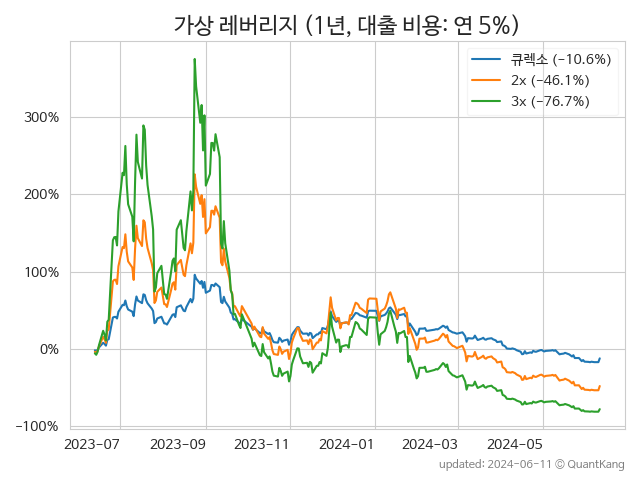 가상 레버리지 (1년, 대출 비용: 연 5%)
큐렉소 (−10.6%)
2x (−46.1%)
3x (−76.7%)
300%
200%
100%
0%
−100%
2023-07 2023-09 2023-11 2024-01 2024-03 2024-05
updated: 2024-06-11 © QuantKang